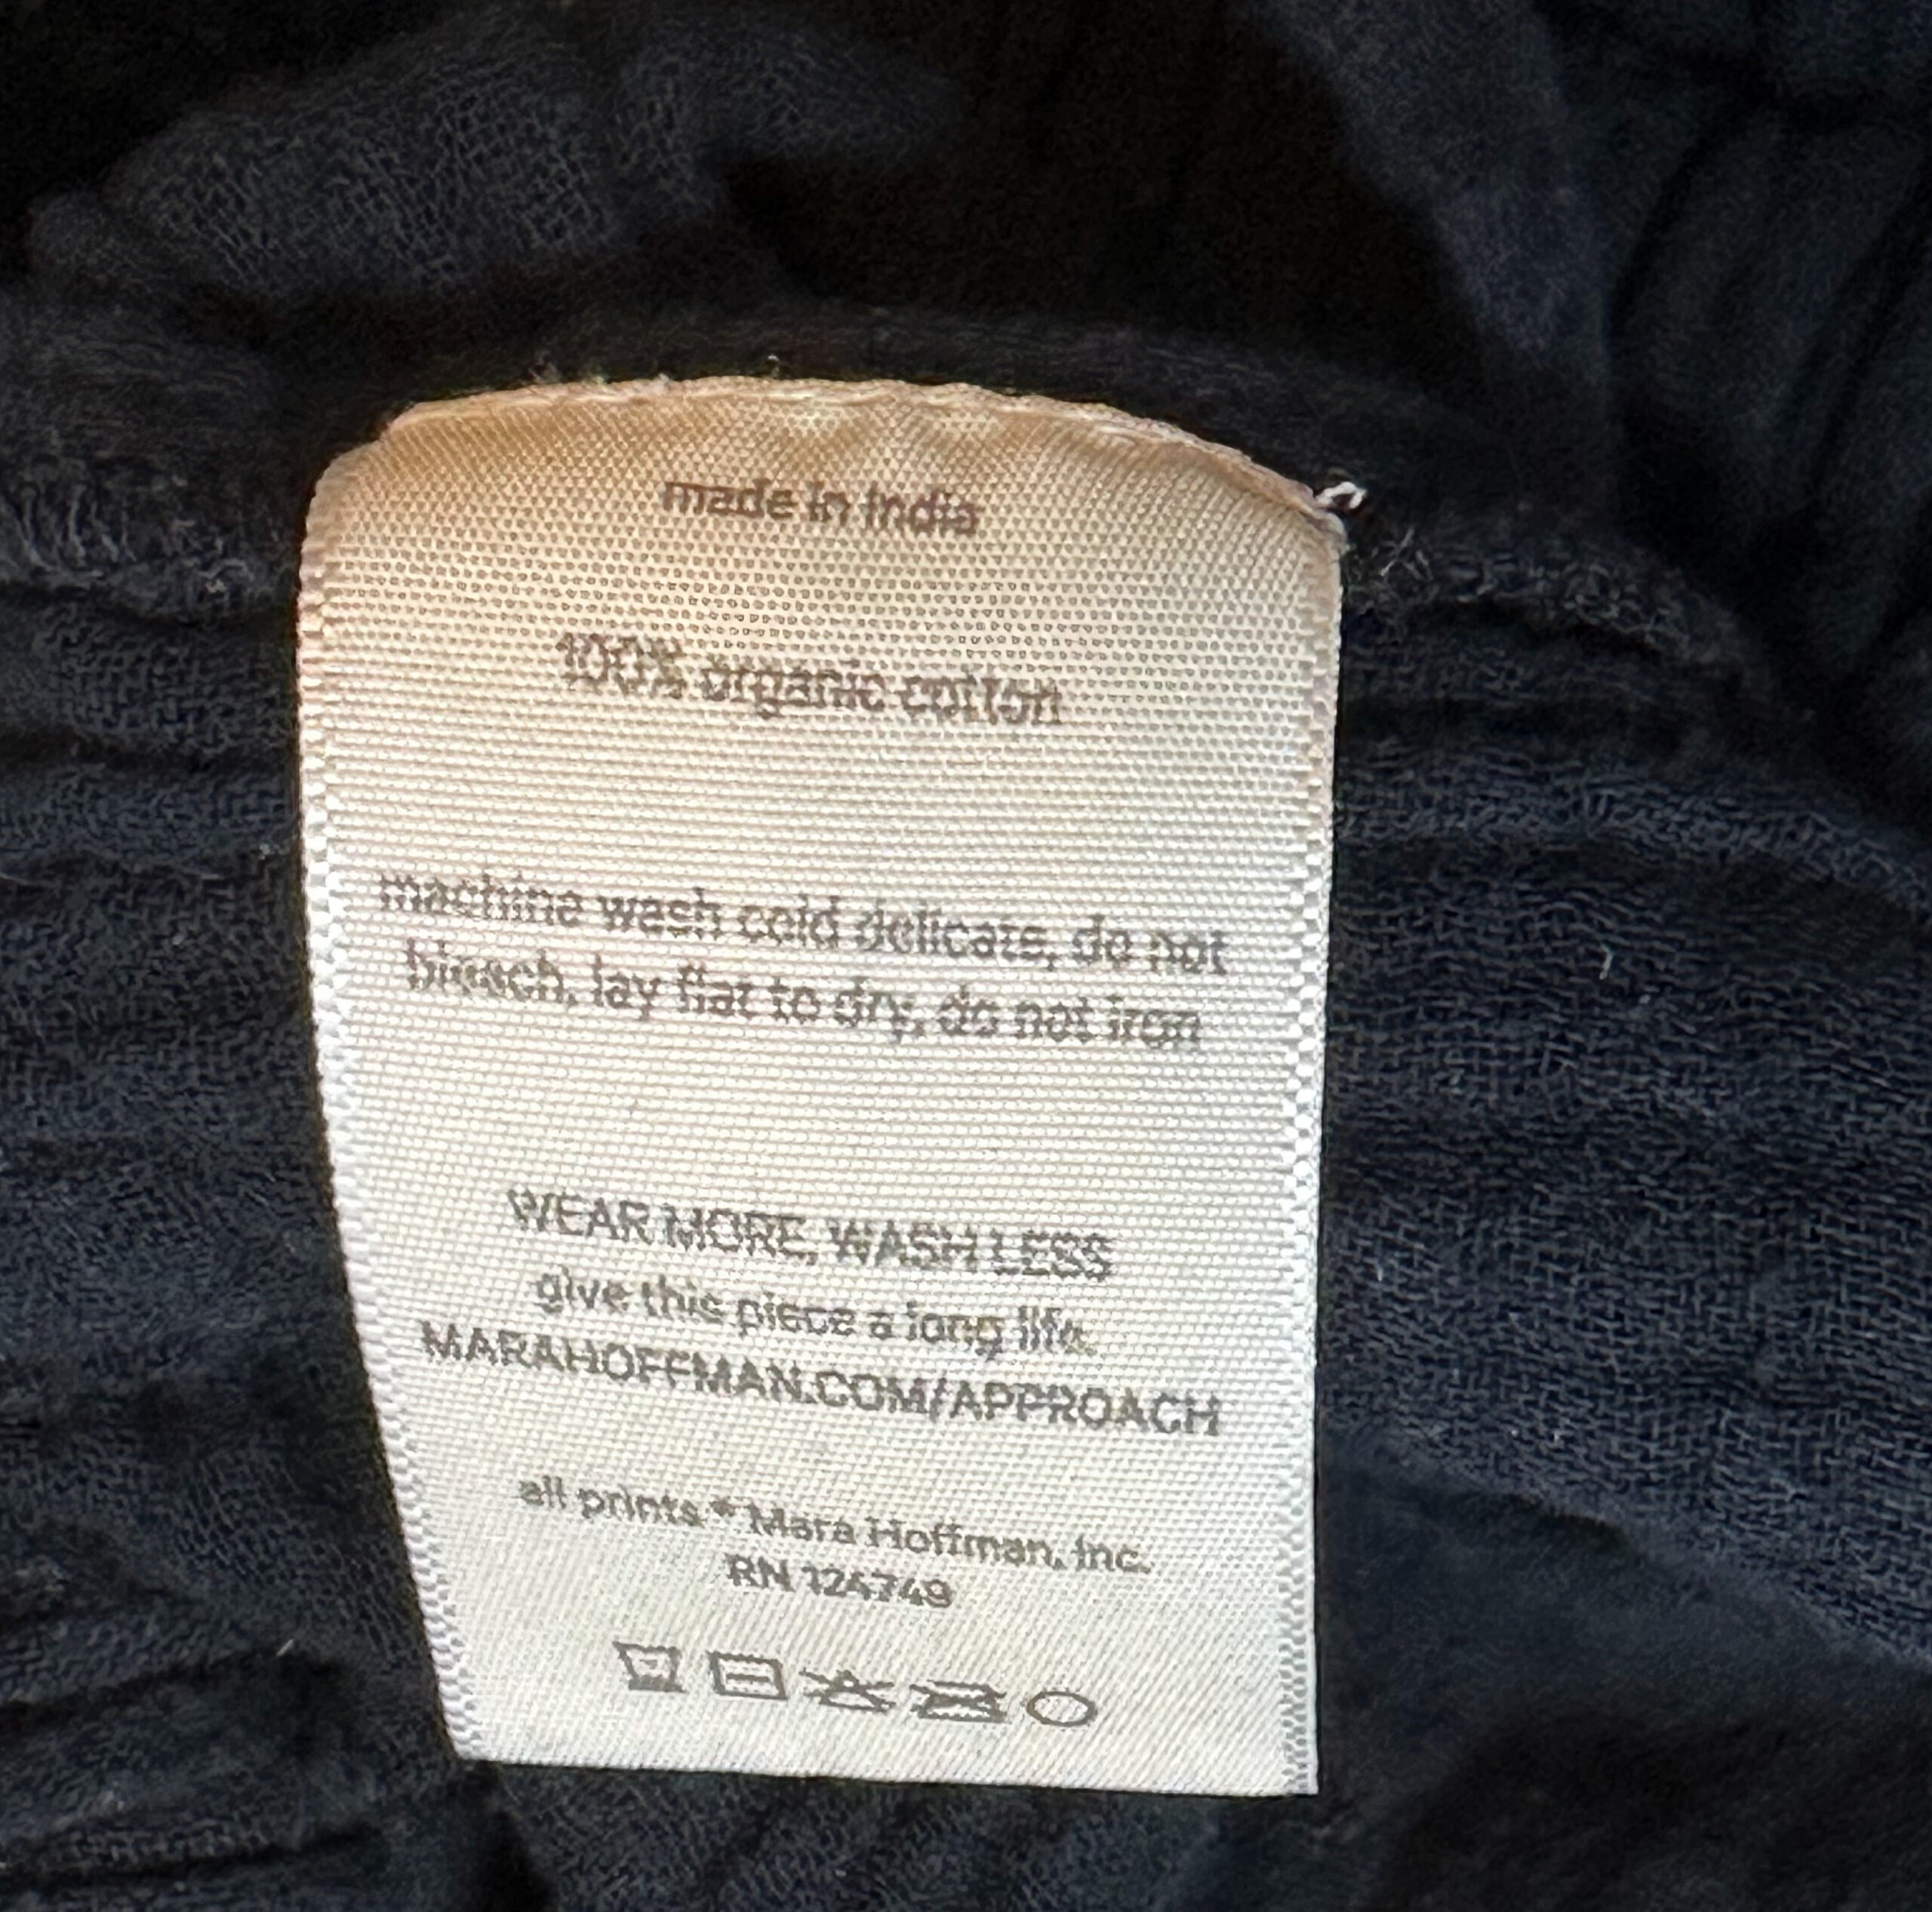 made in india
100% organic cotton
machine wash cold delicate, do not
bleach, lay flat to dry, do not iron
WEAR MORE, WASH LESS
give this piece a long life.
MARAHOFFMAN.COM/APPROACH
all prints © Mara Hoffman, Inc.
RN 124749